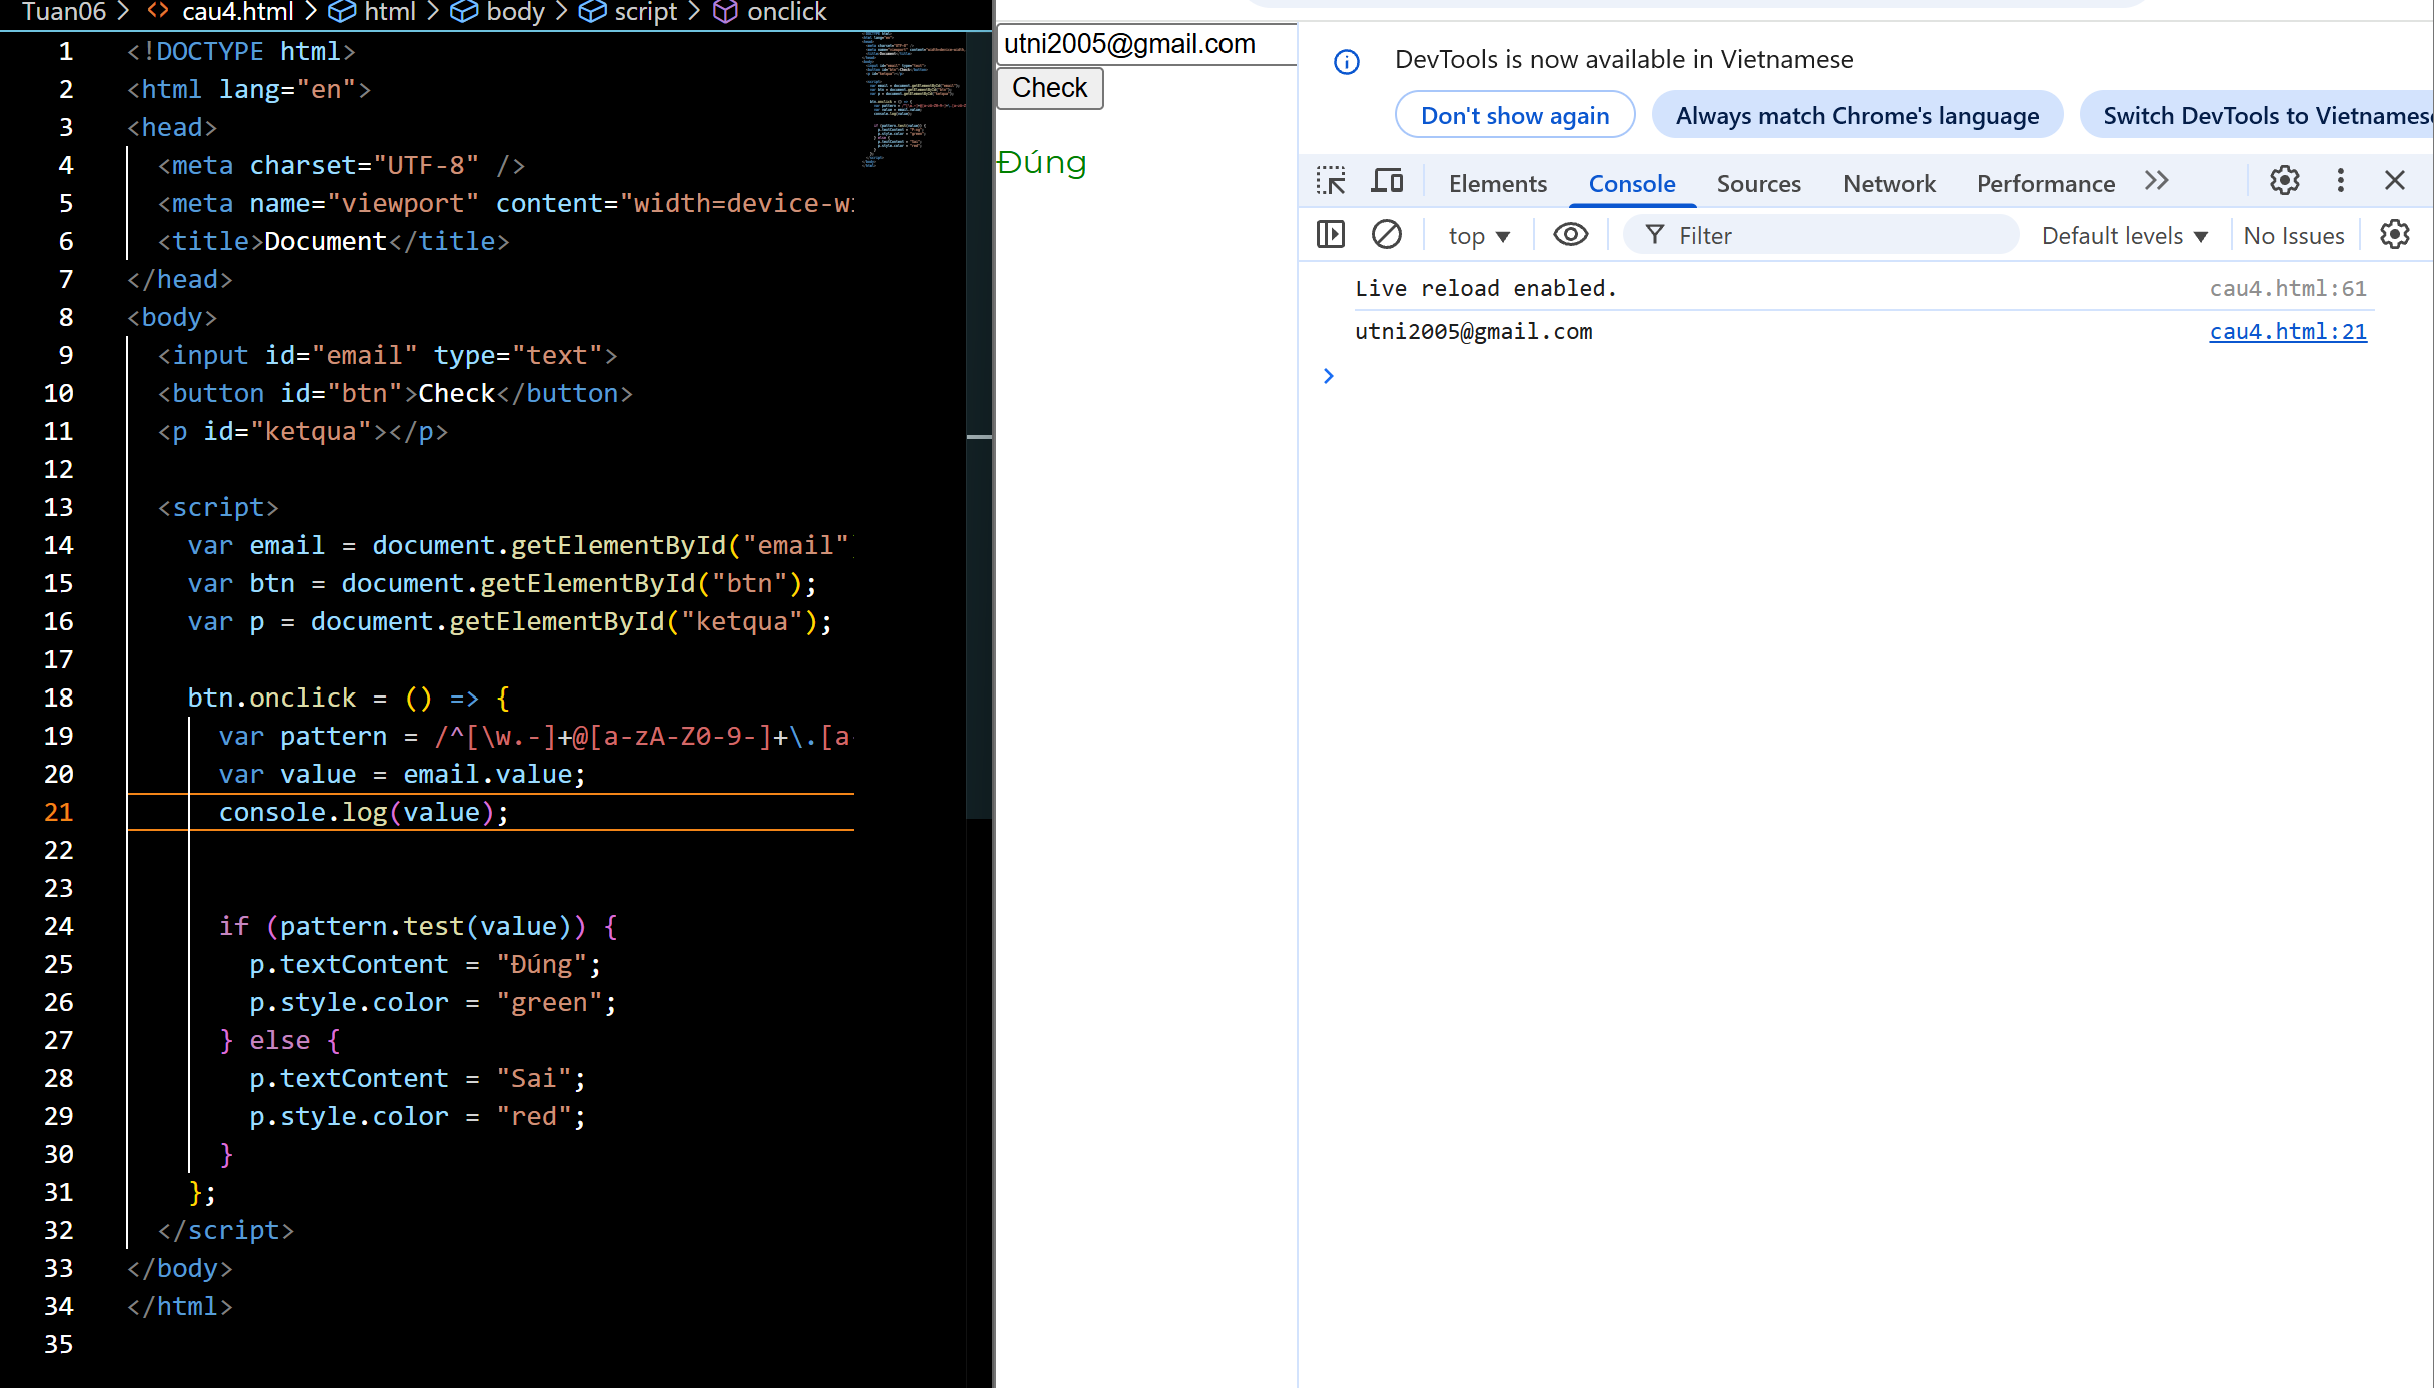 Tuan06 > cau4.html > html > body > script > onclick
1 <!DOCTYPE html>
2 <html lang="en">
3 <head>
4 <meta charset="UTF-8" />
5 <meta name="viewport" content="width=device-wi
6 <title>Document</title>
7 </head>
8 <body>
9 <input id="email" type="text">
10 <button id="btn">Check</button>
11 <p id="ketqua"></p>
12
13 <script>
14 var email = document.getElementById("email")
15 var btn = document.getElementById("btn");
16 var p = document.getElementById("ketqua");
17
18 btn.onclick = () => {
19 var pattern = /^[\w.-]+@[a-zA-Z0-9-]+\.[a-
20 var value = email.value;
21 console.log(value);
22
23
24 if (pattern.test(value)) {
25 p.textContent = "Đúng";
26 p.style.color = "green";
27 } else {
28 p.textContent = "Sai";
29 p.style.color = "red";
30 }
31 };
32 </script>
33 </body>
34 </html>
35
utni2005@gmail.com
Check
Đúng
DevTools is now available in Vietnamese
Don't show again Always match Chrome's language Switch DevTools to Vietnamese
Elements Console Sources Network Performance
top Filter Default levels No Issues
Live reload enabled. cau4.html:61
utni2005@gmail.com cau4.html:21